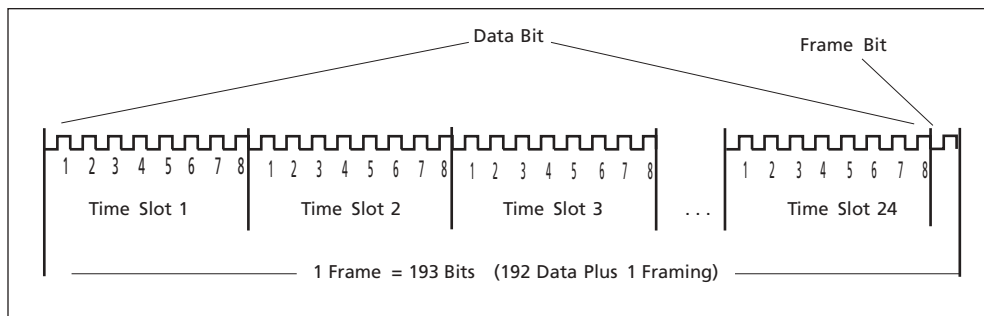 Data Bit
Frame Bit
1 2 3 4 5 6 7 8 1 2 3 4 5 6 7 8 1 2 3 4 5 6 7 8 1 2 3 4 5 6 7 8
Time Slot 1 Time Slot 2 Time Slot 3 ... Time Slot 24
1 Frame = 193 Bits (192 Data Plus 1 Framing)